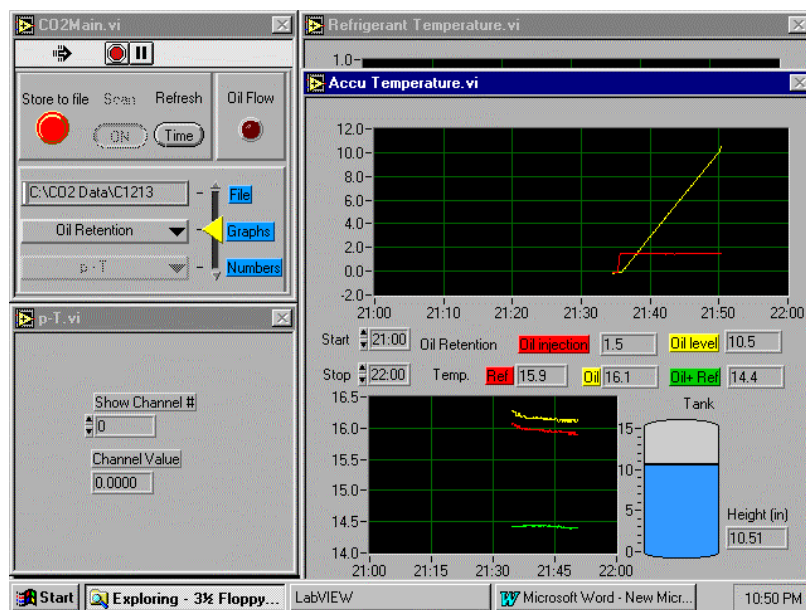 CO2Main.vi
Store to file Scan Refresh Oil Flow
ON Time
C:\CO2 Data\C1213 File
Oil Retention Graphs
p - T Numbers
p-T.vi
Show Channel #
0
Channel Value
0.0000
Refrigerant Temperature.vi
1.0
Accu Temperature.vi
12.0
10.0
8.0
6.0
4.0
2.0
0.0
-2.0
21:00 21:10 21:20 21:30 21:40 21:50 22:00
Start 21:00 Oil Retention Oil injection 1.5 Oil level 10.5
Stop 22:00 Temp. Ref 15.9 Oil 16.1 Oil+ Ref 14.4
16.5
16.0
15.5
15.0
14.5
14.0
21:00 21:15 21:30 21:45 22:00
Tank
15
10
5
0
Height (in)
10.51
Start Exploring - 3½ Floppy... LabVIEW Microsoft Word - New Micr... 10:50 PM